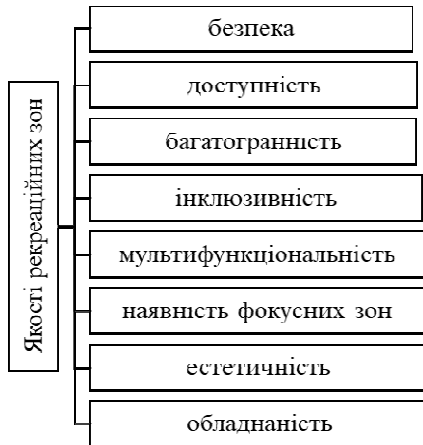 Якості рекреаційних зон
безпека
доступність
багатогранність
інклюзивність
мультифункціональність
наявність фокусних зон
естетичність
обладнаність